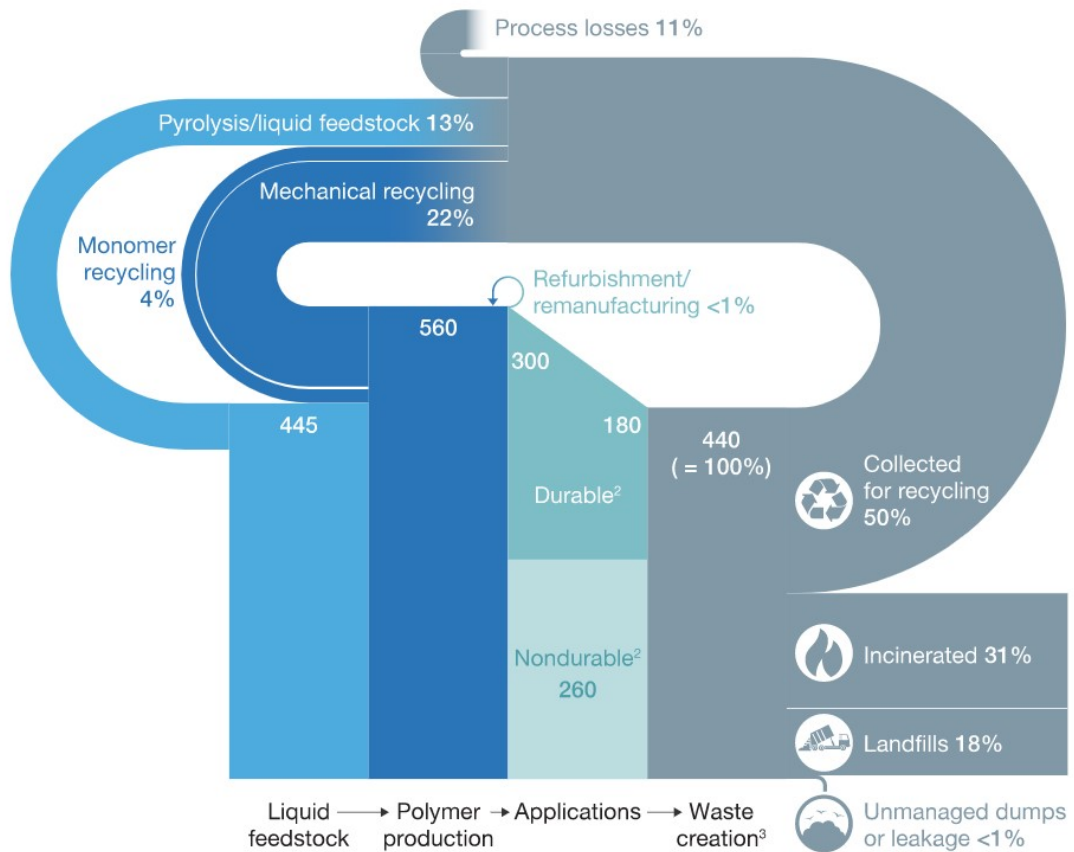 Process losses 11%
Pyrolysis/liquid feedstock 13%
Mechanical recycling
22%
Monomer
recycling
4%
Refurbishment/
remanufacturing <1%
560
300
445
180
440
( = 100%)
Durable²
Collected
for recycling
50%
Nondurable²
260
Incinerated 31%
Landfills 18%
Unmanaged dumps
or leakage <1%
Liquid
feedstock
Polymer
production
Applications
Waste
creation³